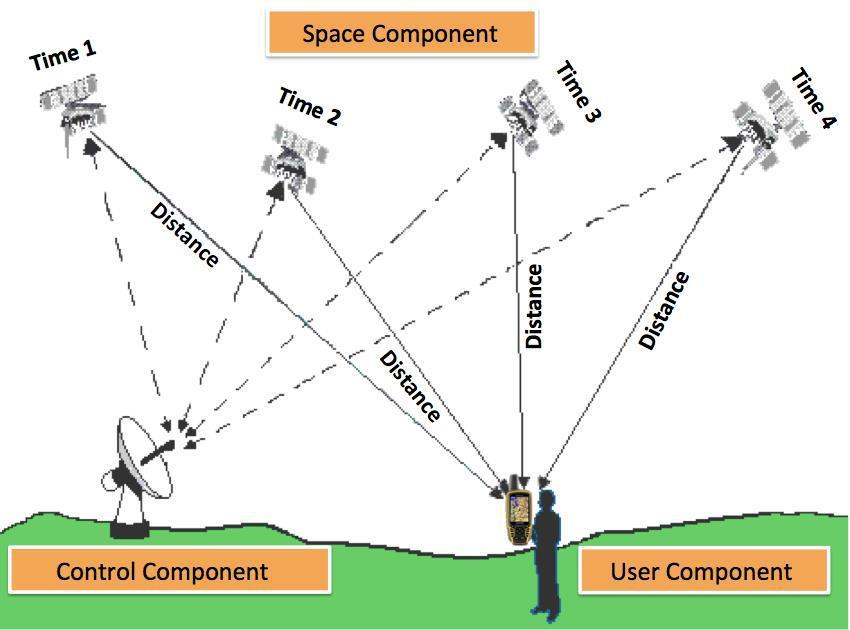 Space Component
Time 1
Time 2
Time 3
Time 4
Distance
Distance
Distance
Distance
Control Component
User Component